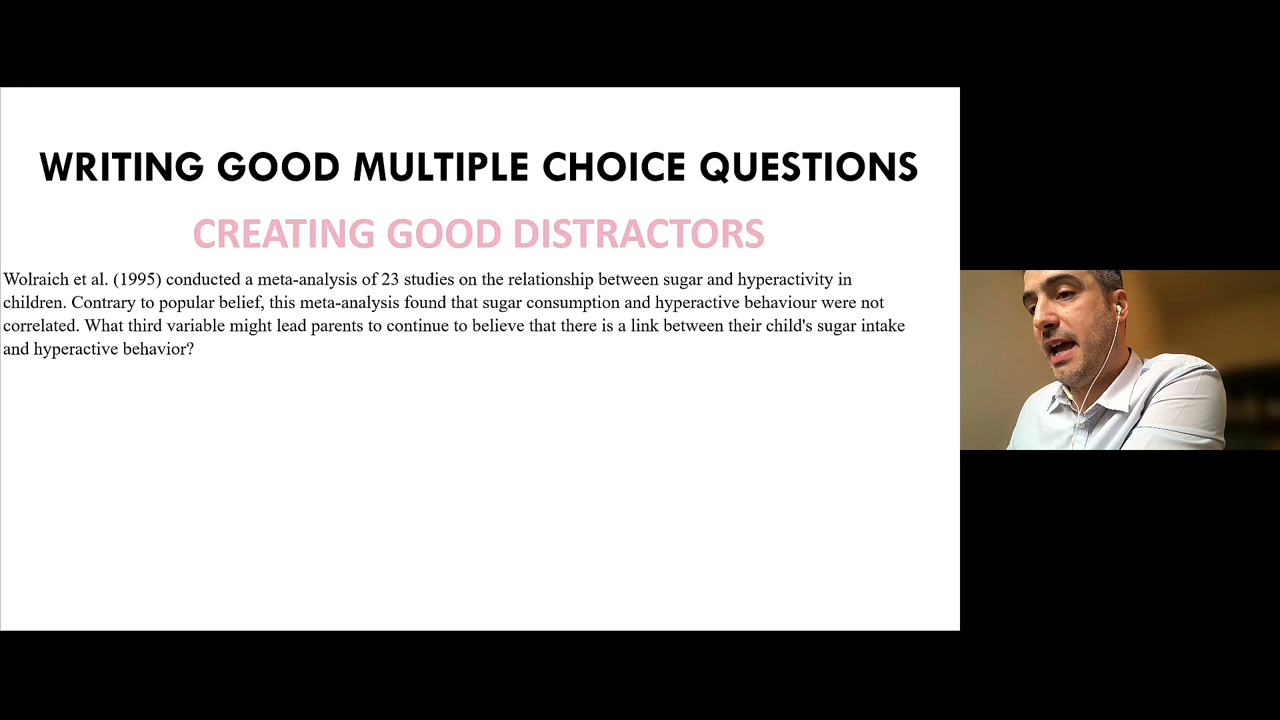 WRITING GOOD MULTIPLE CHOICE QUESTIONS
CREATING GOOD DISTRACTORS
Wolraich et al. (1995) conducted a meta-analysis of 23 studies on the relationship between sugar and hyperactivity in
children. Contrary to popular belief, this meta-analysis found that sugar consumption and hyperactive behaviour were not
correlated. What third variable might lead parents to continue to believe that there is a link between their child's sugar intake
and hyperactive behavior?